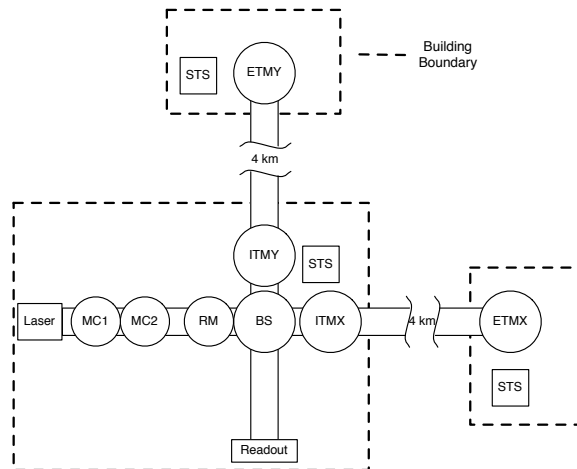 Building
Boundary
STS
ETMY
4 km
ITMY
STS
Laser
MC1
MC2
RM
BS
ITMX
4 km
ETMX
STS
Readout